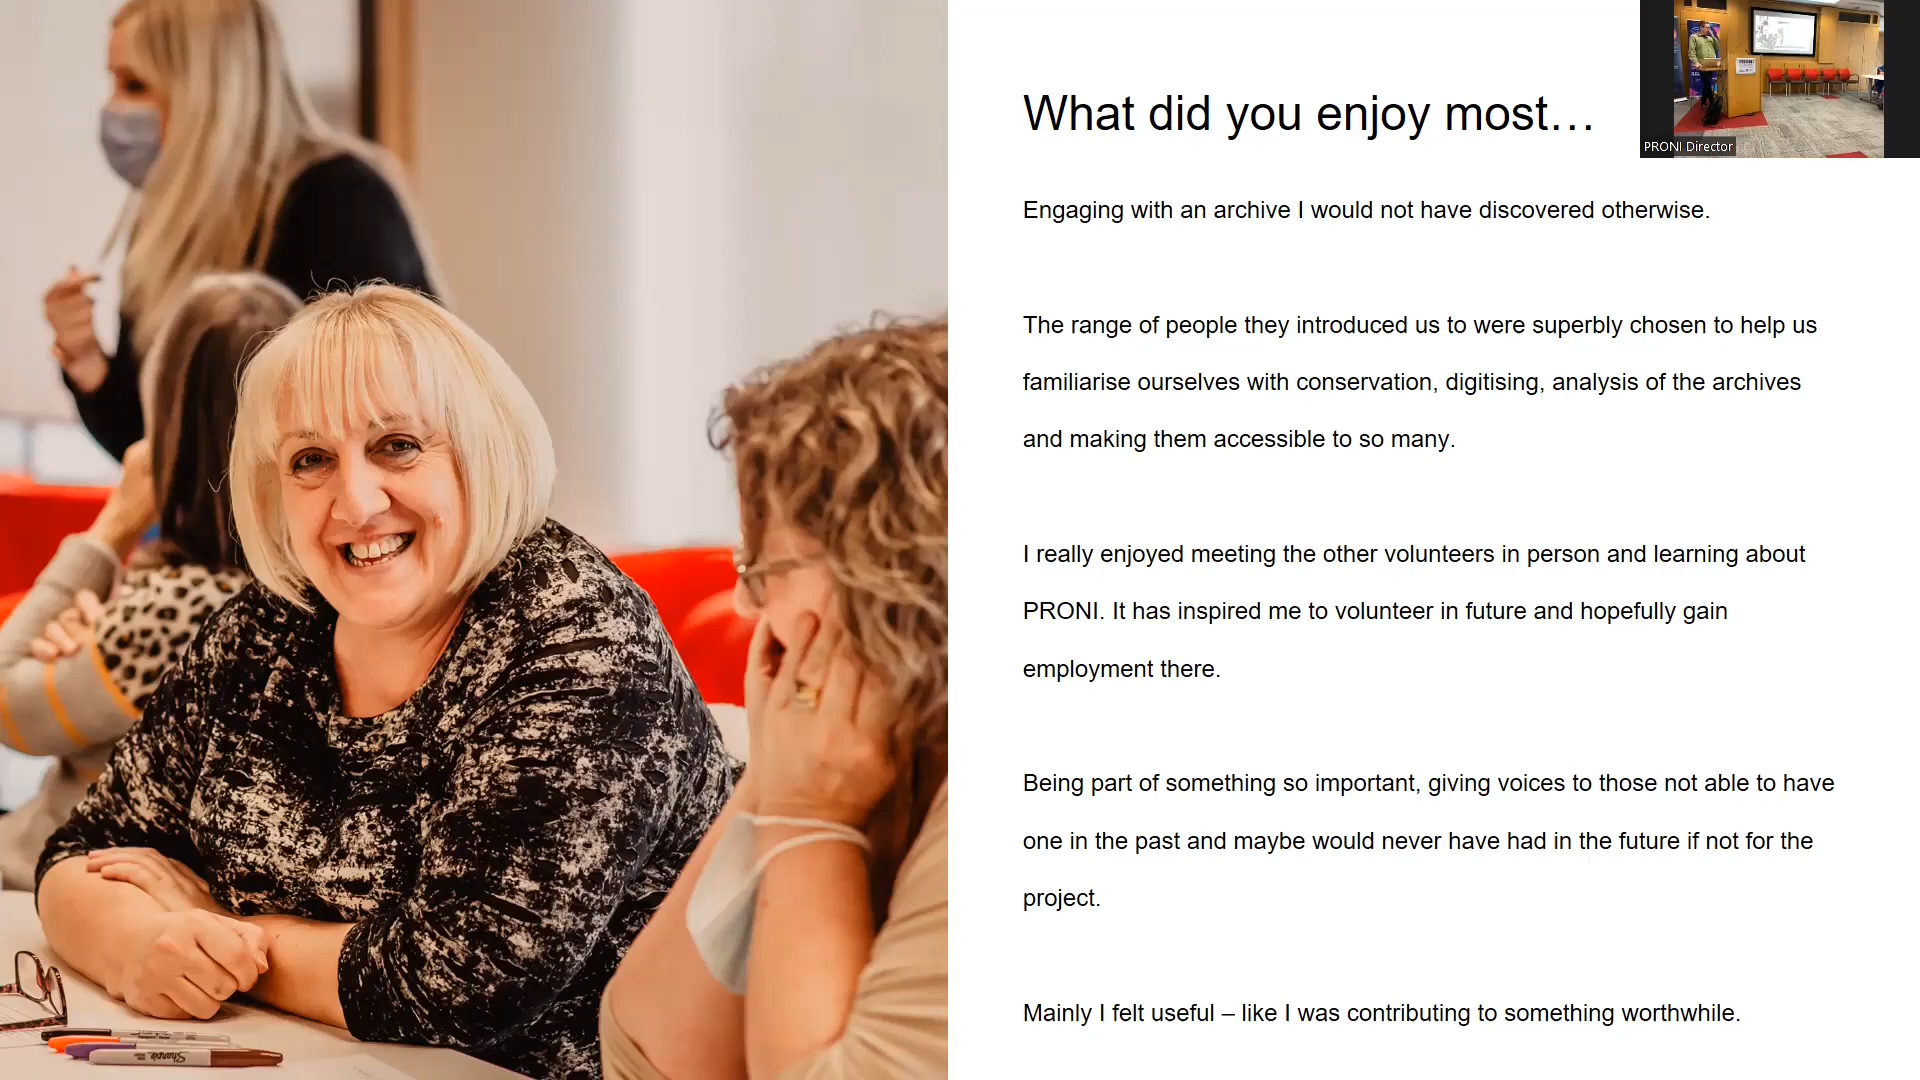 What did you enjoy most…
PRONI Director
Engaging with an archive I would not have discovered otherwise.
The range of people they introduced us to were superbly chosen to help us
familiarise ourselves with conservation, digitising, analysis of the archives
and making them accessible to so many.
I really enjoyed meeting the other volunteers in person and learning about
PRONI. It has inspired me to volunteer in future and hopefully gain
employment there.
Being part of something so important, giving voices to those not able to have
one in the past and maybe would never have had in the future if not for the
project.
Mainly I felt useful – like I was contributing to something worthwhile.
Sharpie